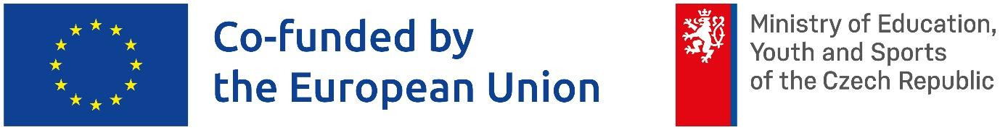 Co-funded by
the European Union
Ministry of Education,
Youth and Sports
of the Czech Republic